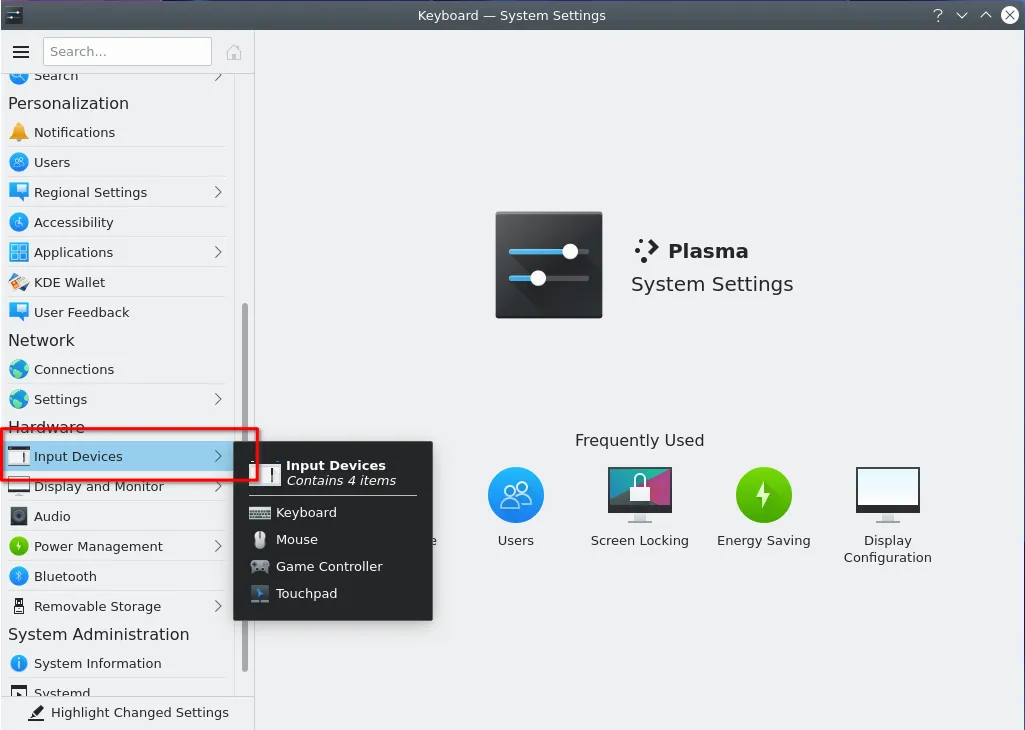 Keyboard — System Settings
?
Search...
Search
Personalization
Notifications
Users
Regional Settings
Accessibility
Applications
KDE Wallet
User Feedback
Network
Connections
Settings
Hardware
Input Devices
Display and Monitor
Audio
Power Management
Bluetooth
Removable Storage
System Administration
System Information
Systemd
Highlight Changed Settings
Input Devices
Contains 4 items
Keyboard
Mouse
Game Controller
Touchpad
Plasma
System Settings
Frequently Used
e
Users
Screen Locking
Energy Saving
Display
Configuration